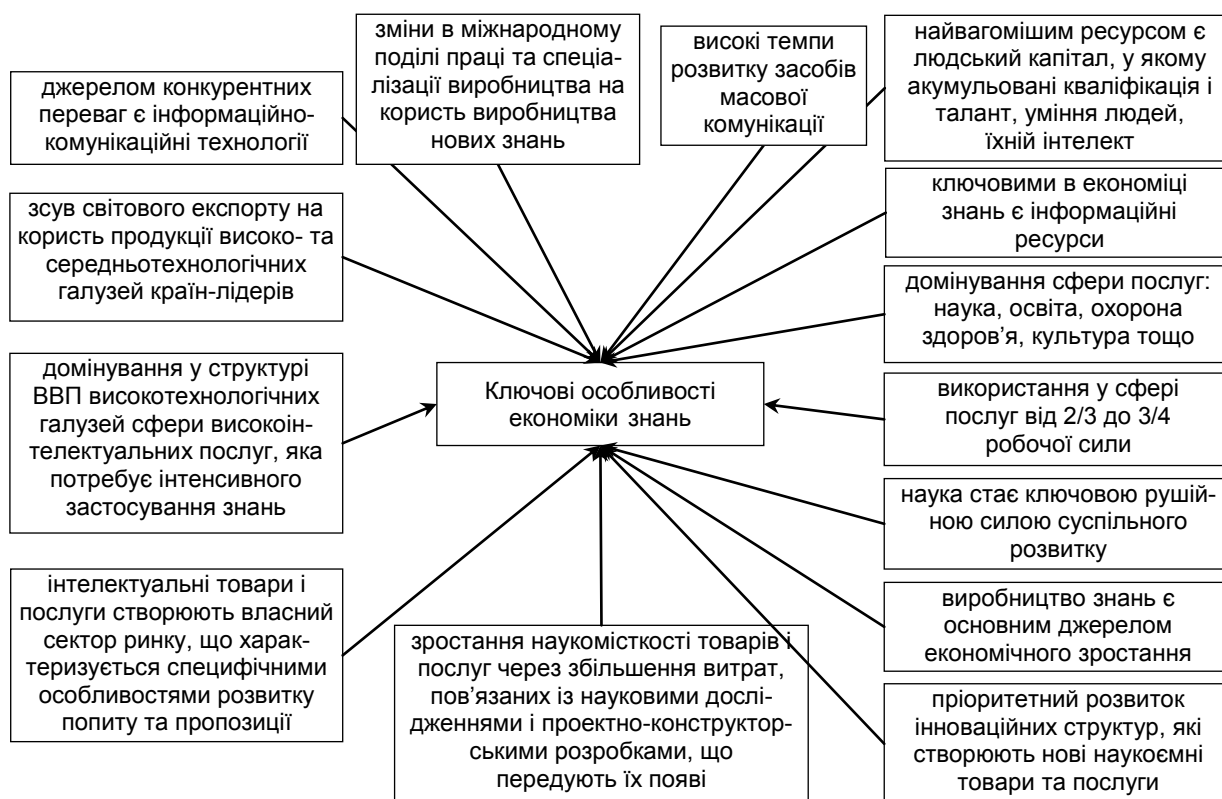 джерелом конкурентних
переваг є інформаційно-
комунікаційні технології
зміни в міжнародному
поділі праці та спеціа-
лізації виробництва на
користь виробництва
нових знань
високі темпи
розвитку засобів
масової
комунікації
найвагомішим ресурсом є
людський капітал, у якому
акумульовані кваліфікація і
талант, уміння людей,
їхній інтелект
зсув світового експорту на
користь продукції високо- та
середньотехнологічних
галузей країн-лідерів
ключовими в економіці
знань є інформаційні
ресурси
домінування сфери послуг:
наука, освіта, охорона
здоров’я, культура тощо
домінування у структурі
ВВП високотехнологічних
галузей сфери високоін-
телектуальних послуг, яка
потребує інтенсивного
застосування знань
Ключові особливості
економіки знань
використання у сфері
послуг від 2/3 до 3/4
робочої сили
наука стає ключовою рушій-
ною силою суспільного
розвитку
інтелектуальні товари і
послуги створюють власний
сектор ринку, що харак-
теризується специфічними
особливостями розвитку
попиту та пропозиції
зростання наукомісткості товарів і
послуг через збільшення витрат,
пов’язаних із науковими дослі-
дженнями і проектно-конструктор-
ськими розробками, що
передують їх появі
виробництво знань є
основним джерелом
економічного зростання
пріоритетний розвиток
інноваційних структур, які
створюють нові наукоємні
товари та послуги